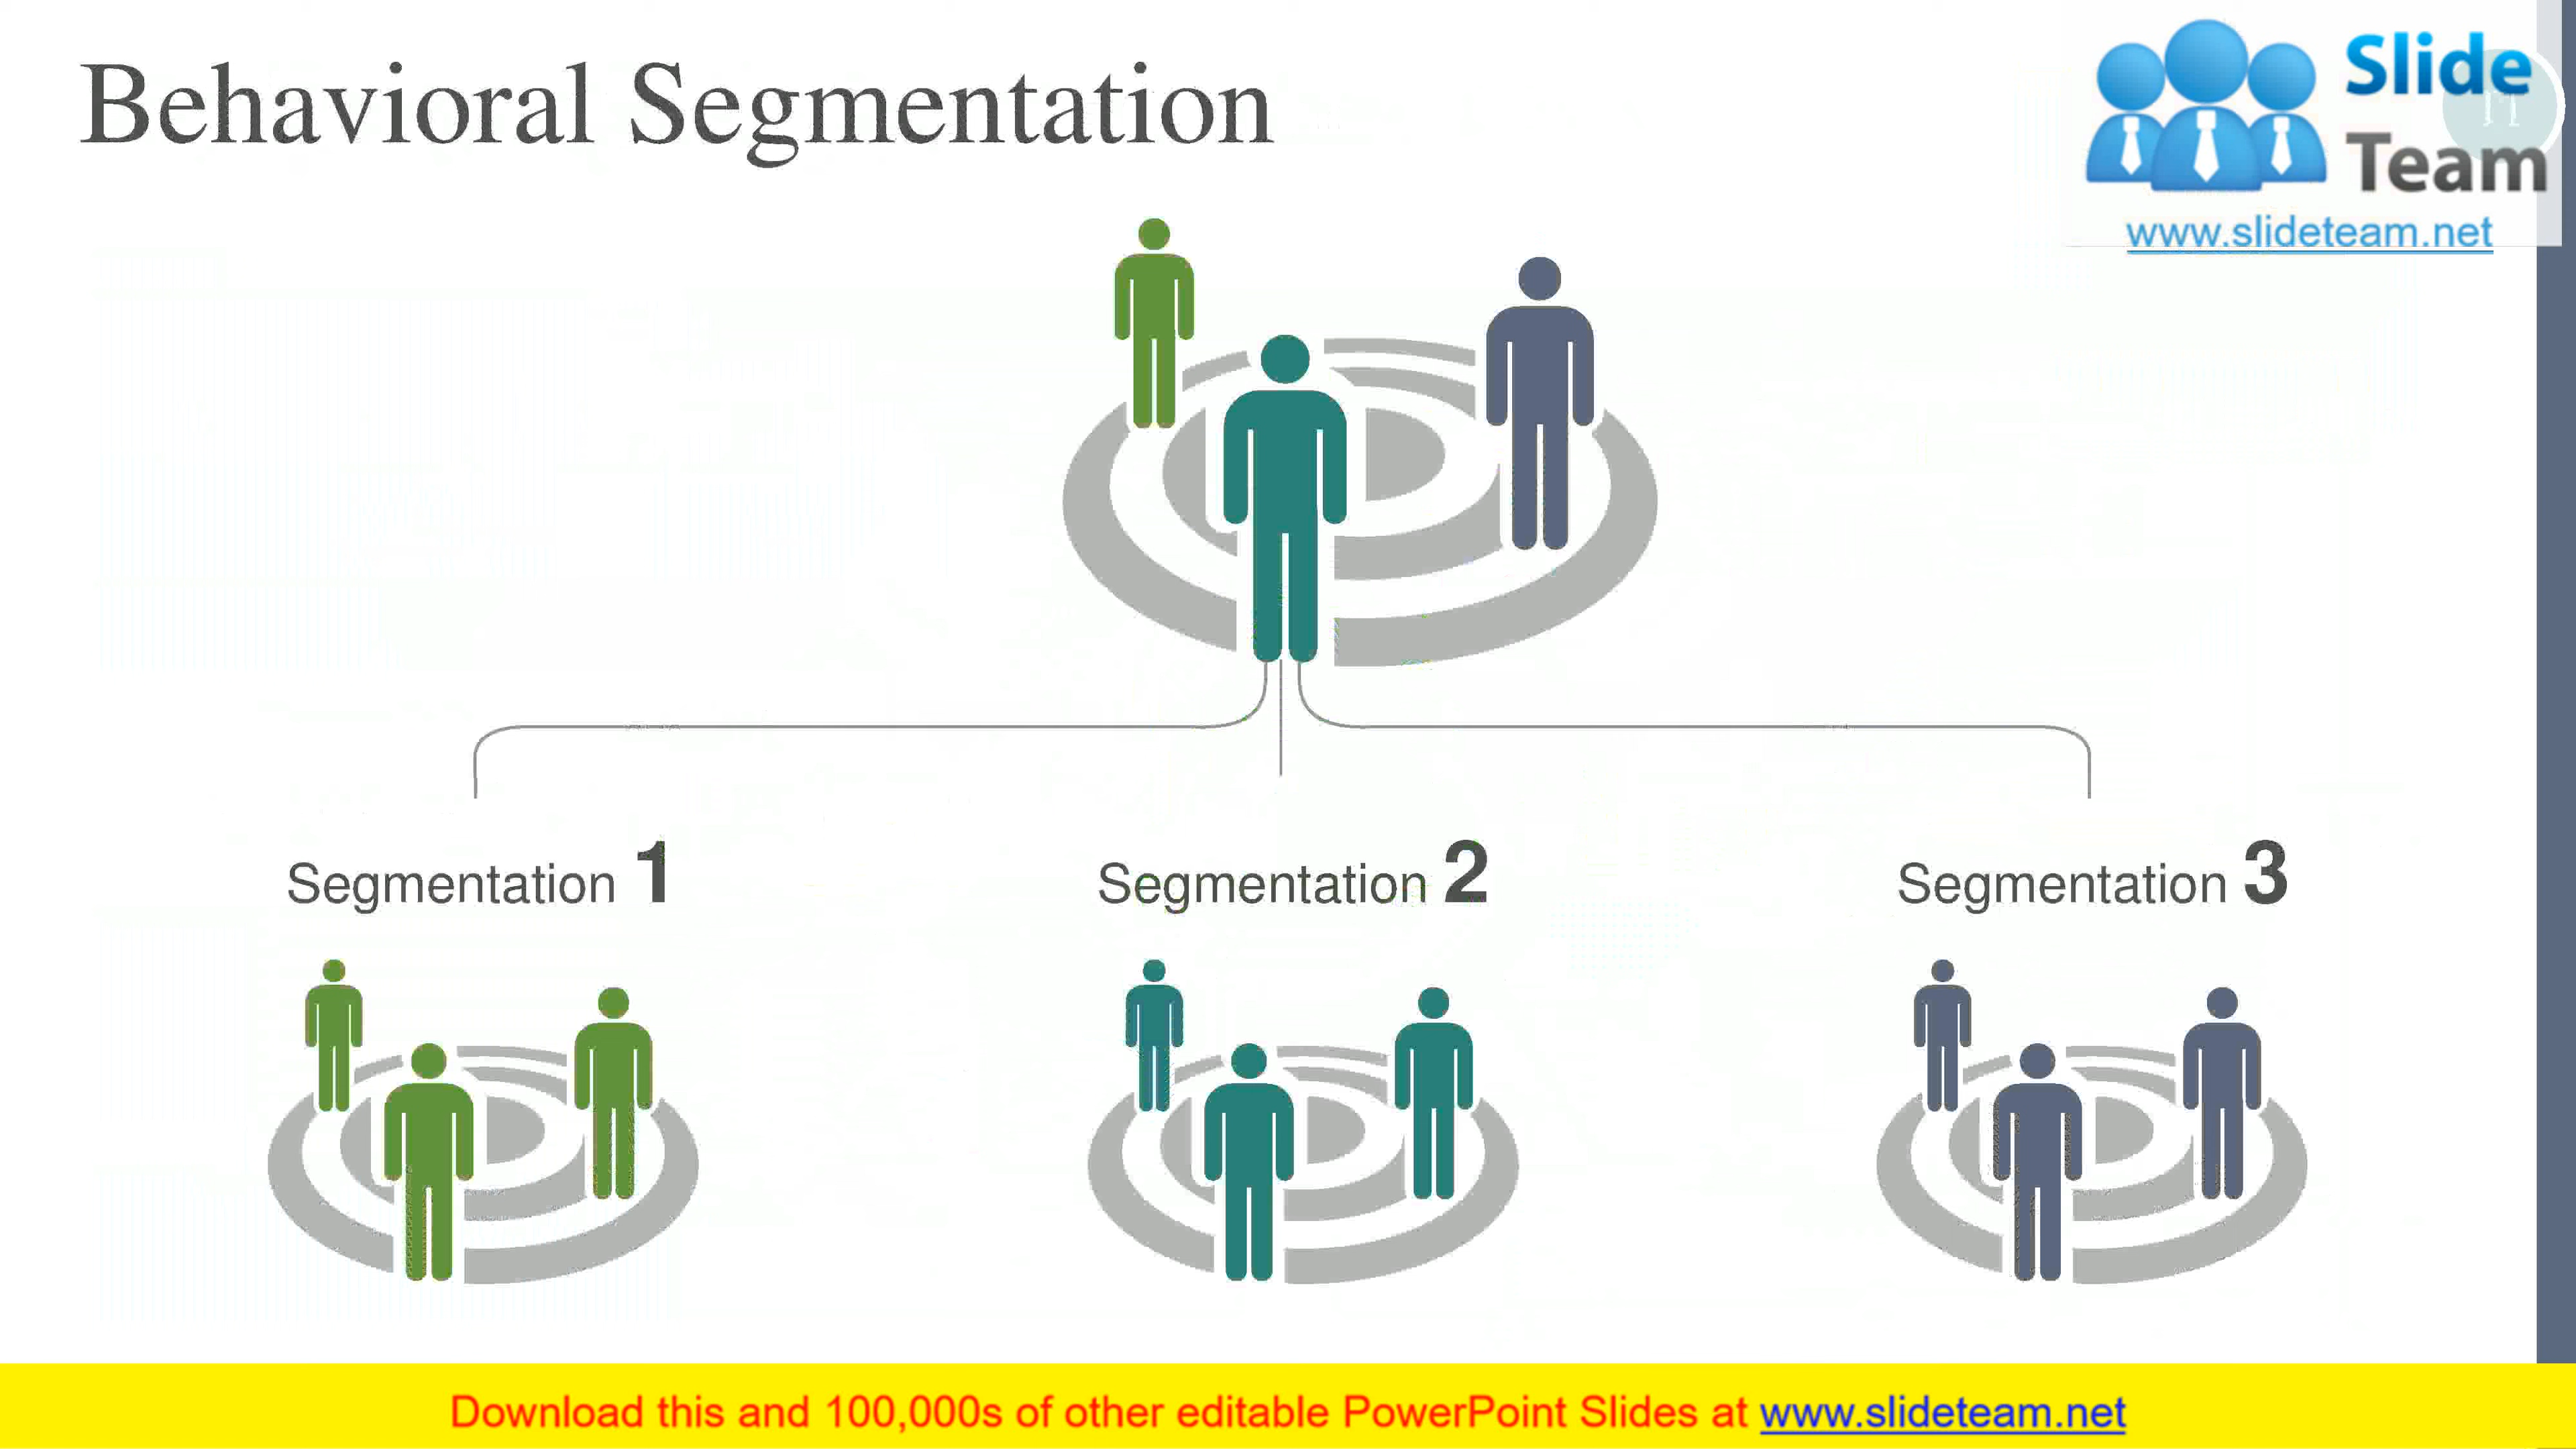 Behavioral Segmentation
Slide
Team
www.slideteam.net
Segmentation 1
Segmentation 2
Segmentation 3
Download this and 100,000s of other editable PowerPoint Slides at www.slideteam.net